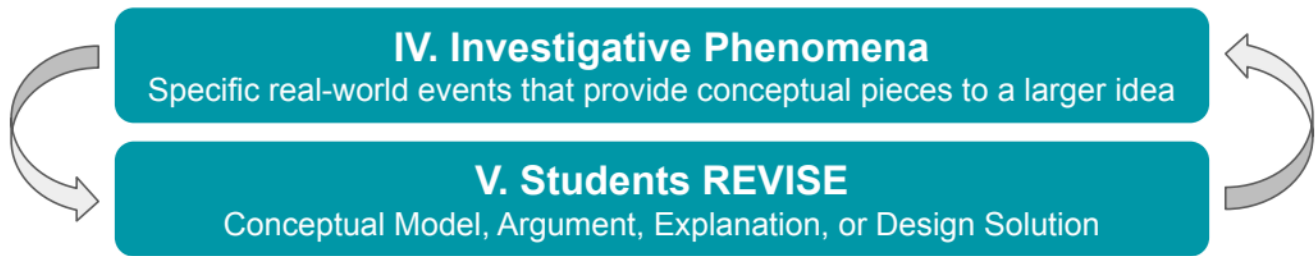 IV. Investigative Phenomena
Specific real-world events that provide conceptual pieces to a larger idea
V. Students REVISE
Conceptual Model, Argument, Explanation, or Design Solution